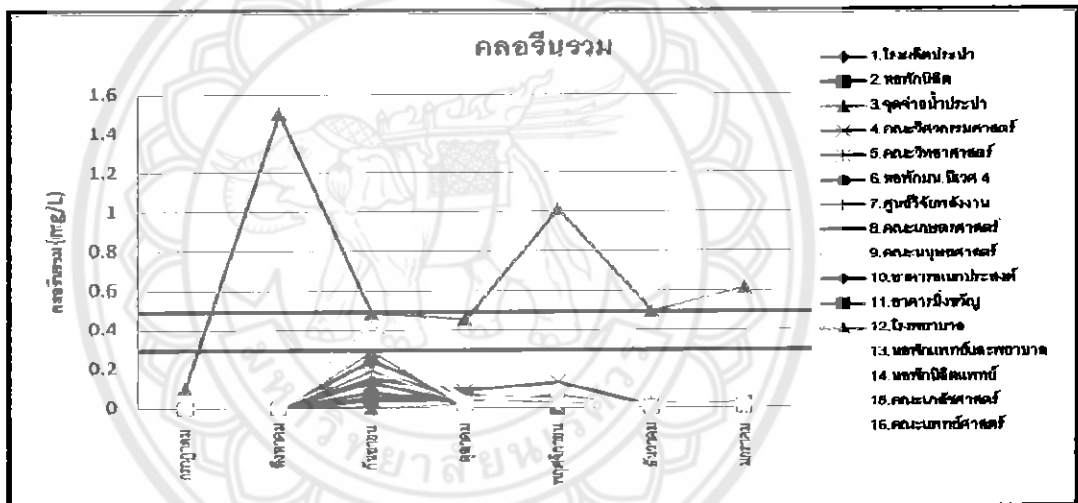 คลอรีนรวม
คลอรีนรวม(mg/L)
1.6
1.4
1.2
1
0.8
0.6
0.4
0.2
0
กรกฎาคม
สิงหาคม
กันยายน
ตุลาคม
พฤศจิกายน
ธันวาคม
มกราคม
1.โรงผลิตประปา
2.หอพักนิสิต
3.จุดจ่ายน้ำประปา
4.คณะวิศวกรรมศาสตร์
5.คณะวิทยาศาสตร์
6.หอพักมน.นิเวศ 4
7.ศูนย์วิจัยพลังงาน
8.คณะเกษตรศาสตร์
9.คณะมนุษยศาสตร์
10.อาคารอเนกประสงค์
11.อาคารมิ่งขวัญ
12.โรงพยาบาล
13.หอพักแพทย์และพยาบาล
14.หอพักนิสิตแพทย์
15.คณะเภสัชศาสตร์
16.คณะแพทย์ศาสตร์